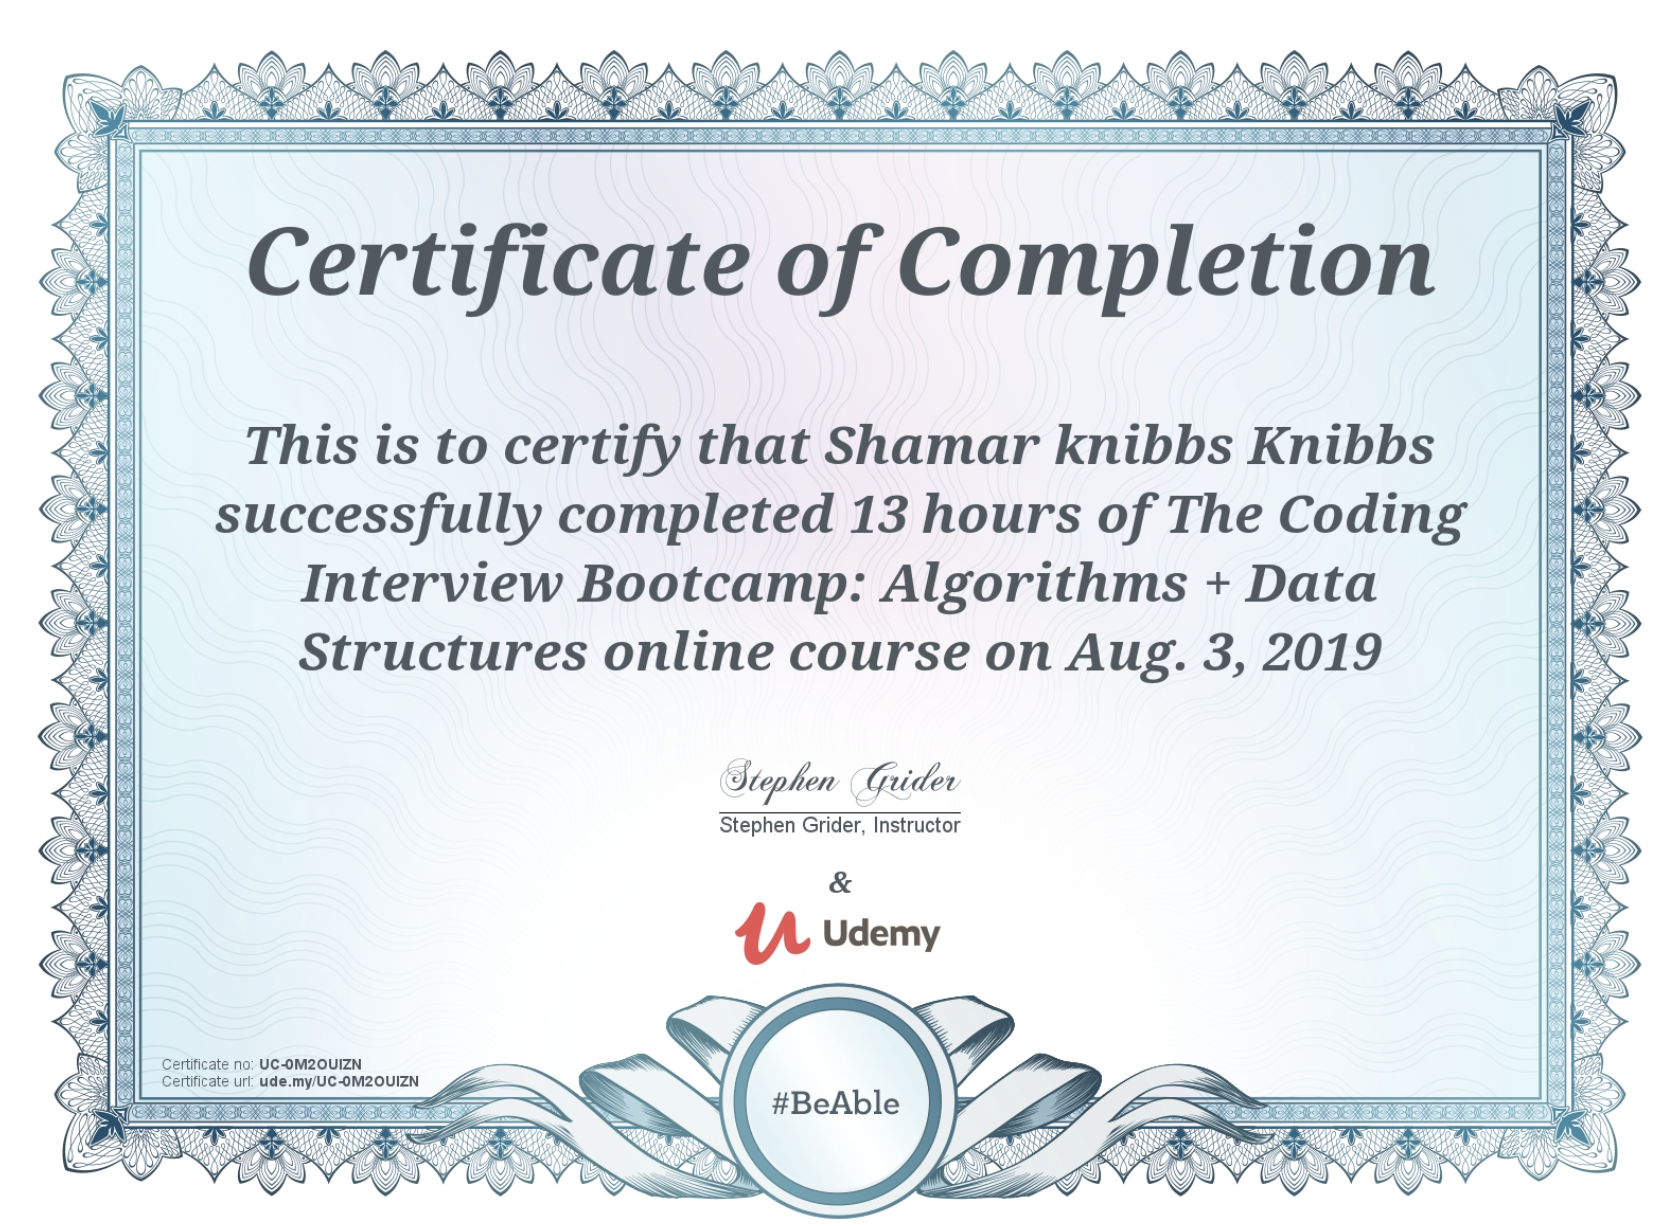 Certificate of Completion
This is to certify that Shamar knibbs Knibbs
successfully completed 13 hours of The Coding
Interview Bootcamp: Algorithms + Data
Structures online course on Aug. 3, 2019
Stephen Grider
Stephen Grider, Instructor
&
Udemy
Certificate no: UC-0M2OUIZN
Certificate url: ude.my/UC-0M2OUIZN
#BeAble